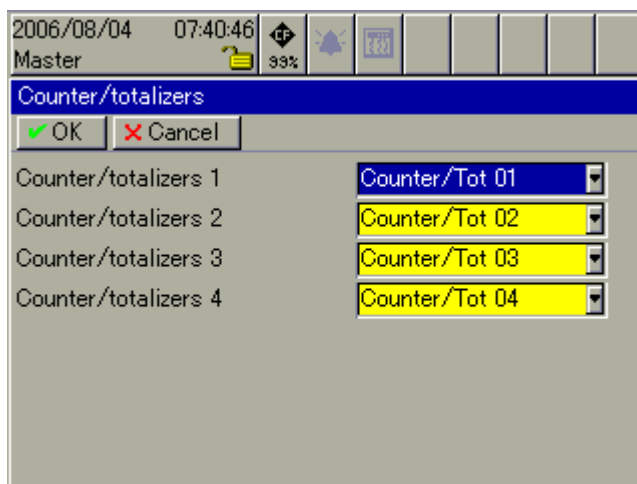 2006/08/04 07:40:46
Master
CF
99%
Counter/totalizers
OK Cancel
Counter/totalizers 1 Counter/Tot 01
Counter/totalizers 2 Counter/Tot 02
Counter/totalizers 3 Counter/Tot 03
Counter/totalizers 4 Counter/Tot 04